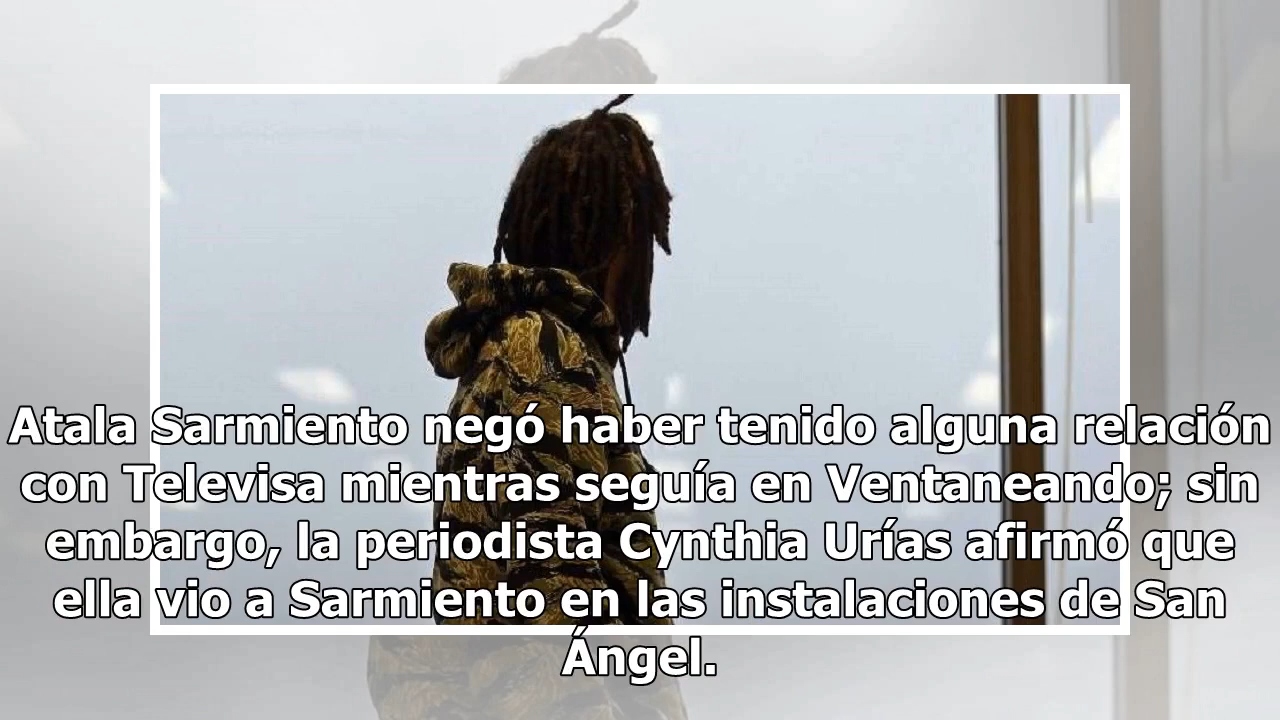 Atala Sarmiento negó haber tenido alguna relación
con Televisa mientras seguía en Ventaneando; sin
embargo, la periodista Cynthia Urías afirmó que
ella vio a Sarmiento en las instalaciones de San
Ángel.